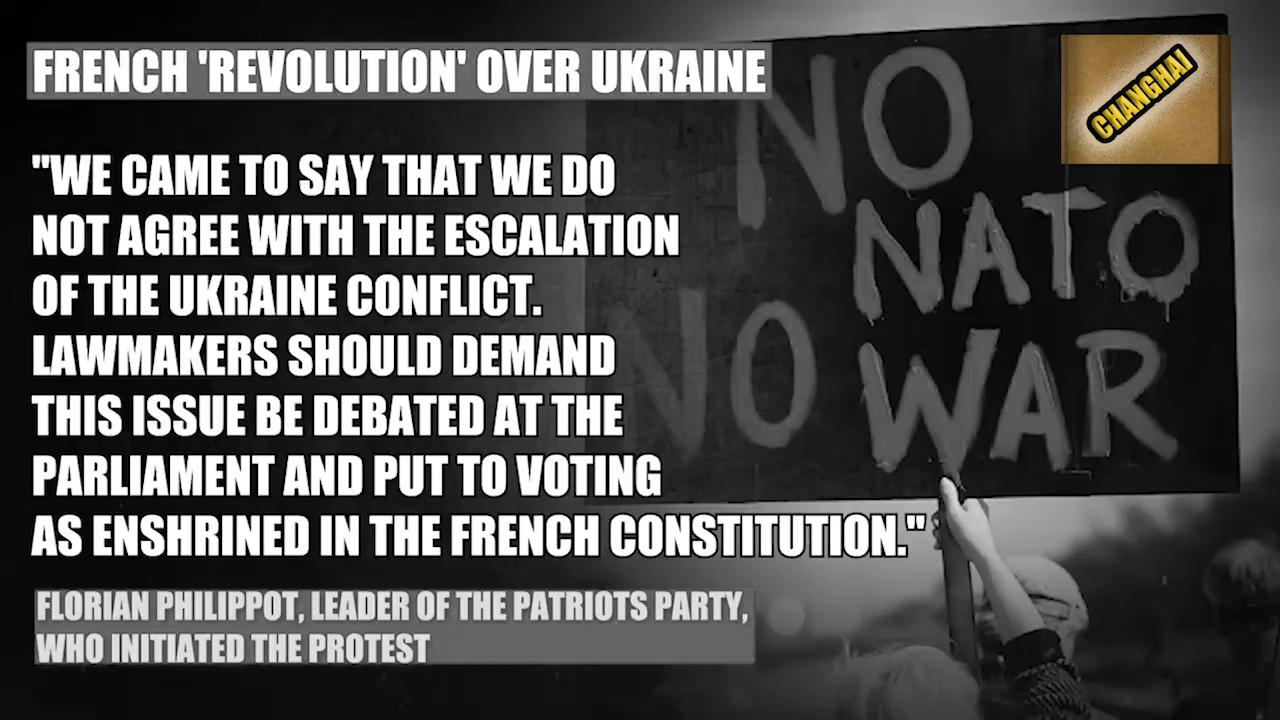 FRENCH 'REVOLUTION' OVER UKRAINE
CHANGHAI
"WE CAME TO SAY THAT WE DO
NOT AGREE WITH THE ESCALATION
OF THE UKRAINE CONFLICT.
LAWMAKERS SHOULD DEMAND
THIS ISSUE BE DEBATED AT THE
PARLIAMENT AND PUT TO VOTING
AS ENSHRINED IN THE FRENCH CONSTITUTION."
FLORIAN PHILIPPOT, LEADER OF THE PATRIOTS PARTY,
WHO INITIATED THE PROTEST
NO
NATO
NO WAR